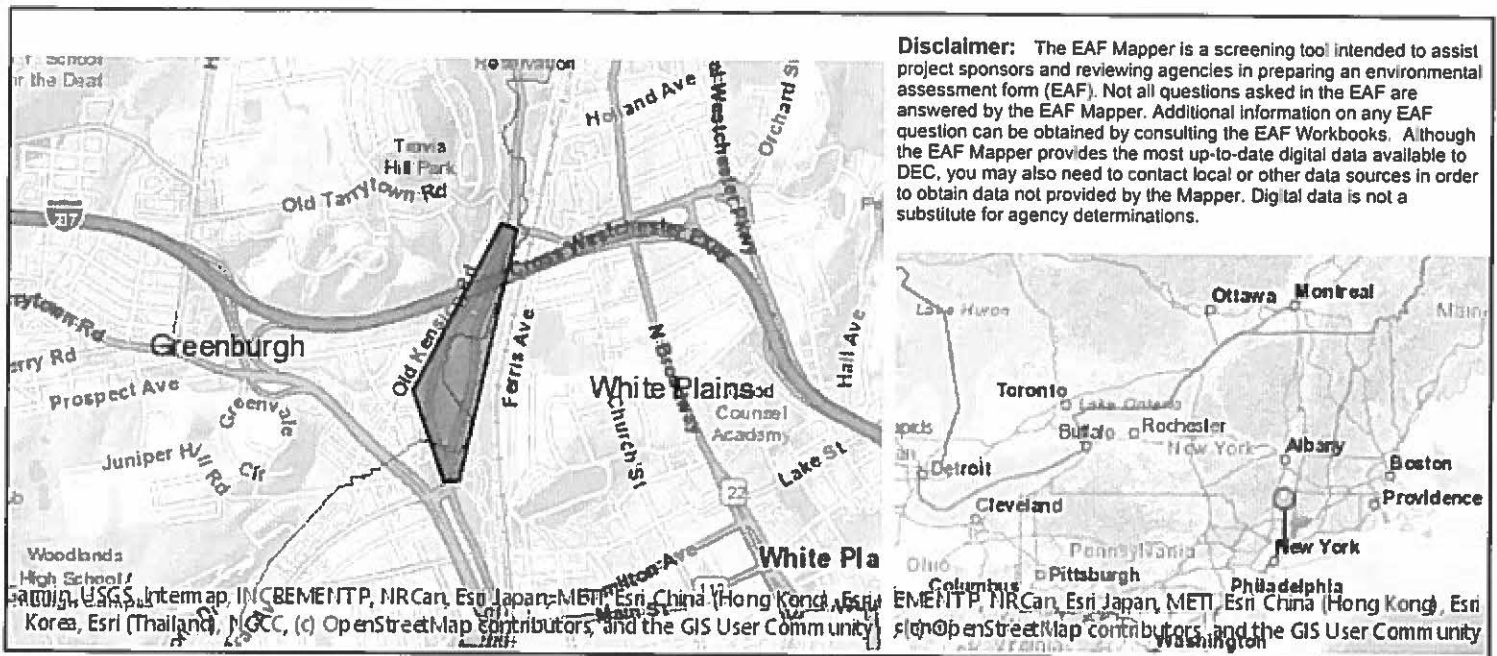 Disclaimer: The EAF Mapper is a screening tool intended to assist
project sponsors and reviewing agencies in preparing an environmental
assessment form (EAF). Not all questions asked in the EAF are
answered by the EAF Mapper. Additional information on any EAF
question can be obtained by consulting the EAF Workbooks. Although
the EAF Mapper provides the most up-to-date digital data available to
DEC, you may also need to contact local or other data sources in order
to obtain data not provided by the Mapper. Digital data is not a
substitute for agency determinations.
School
the Deaf
Reservation
Holland Ave
Orchard St
Hill Park
Old Tarrytown Rd
Cross Westchester Expy
Old Kensico Rd
Ferris Ave
Greenburgh
Prospect Ave
Greenvale
Cir
Juniper Hill Rd
White Plains
N Broadway
Church St
Counsel
Academy
Hall Ave
Lake St
22
Woodlands
High School/
White Pla
Main St
USGS, Intermap, INCREMENT P, NRCan, Esri Japan, METI, Esri China (Hong Kong), Esri
Korea, Esri (Thailand), NGCC, (c) OpenStreetMap contributors, and the GIS User Community
Lake Huron
Ottawa
Montreal
Toronto
Lake Ontario
Buffalo
Rochester
New York
Albany
Detroit
Boston
Cleveland
Providence
Pennsylvania
New York
Ohio
Columbus
Pittsburgh
Philadelphia
EMENT P, NRCan, Esri Japan, METI, Esri China (Hong Kong), Esri
OpenStreetMap contributors, and the GIS User Community
Washington